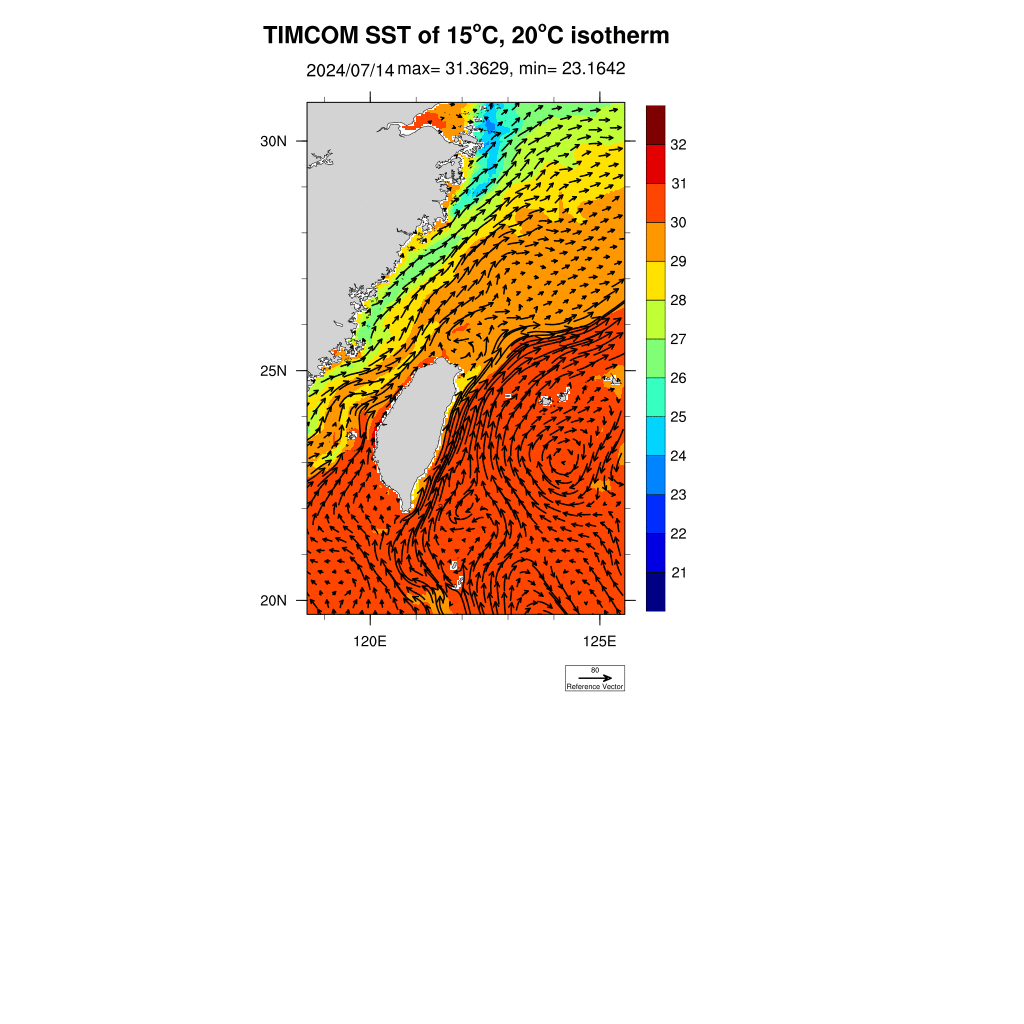 TIMCOM SST of 15°C, 20°C isotherm
2024/07/14 max= 31.3629, min= 23.1642
30N
25N
20N
120E
125E
32
31
30
29
28
27
26
25
24
23
22
21
80
Reference Vector